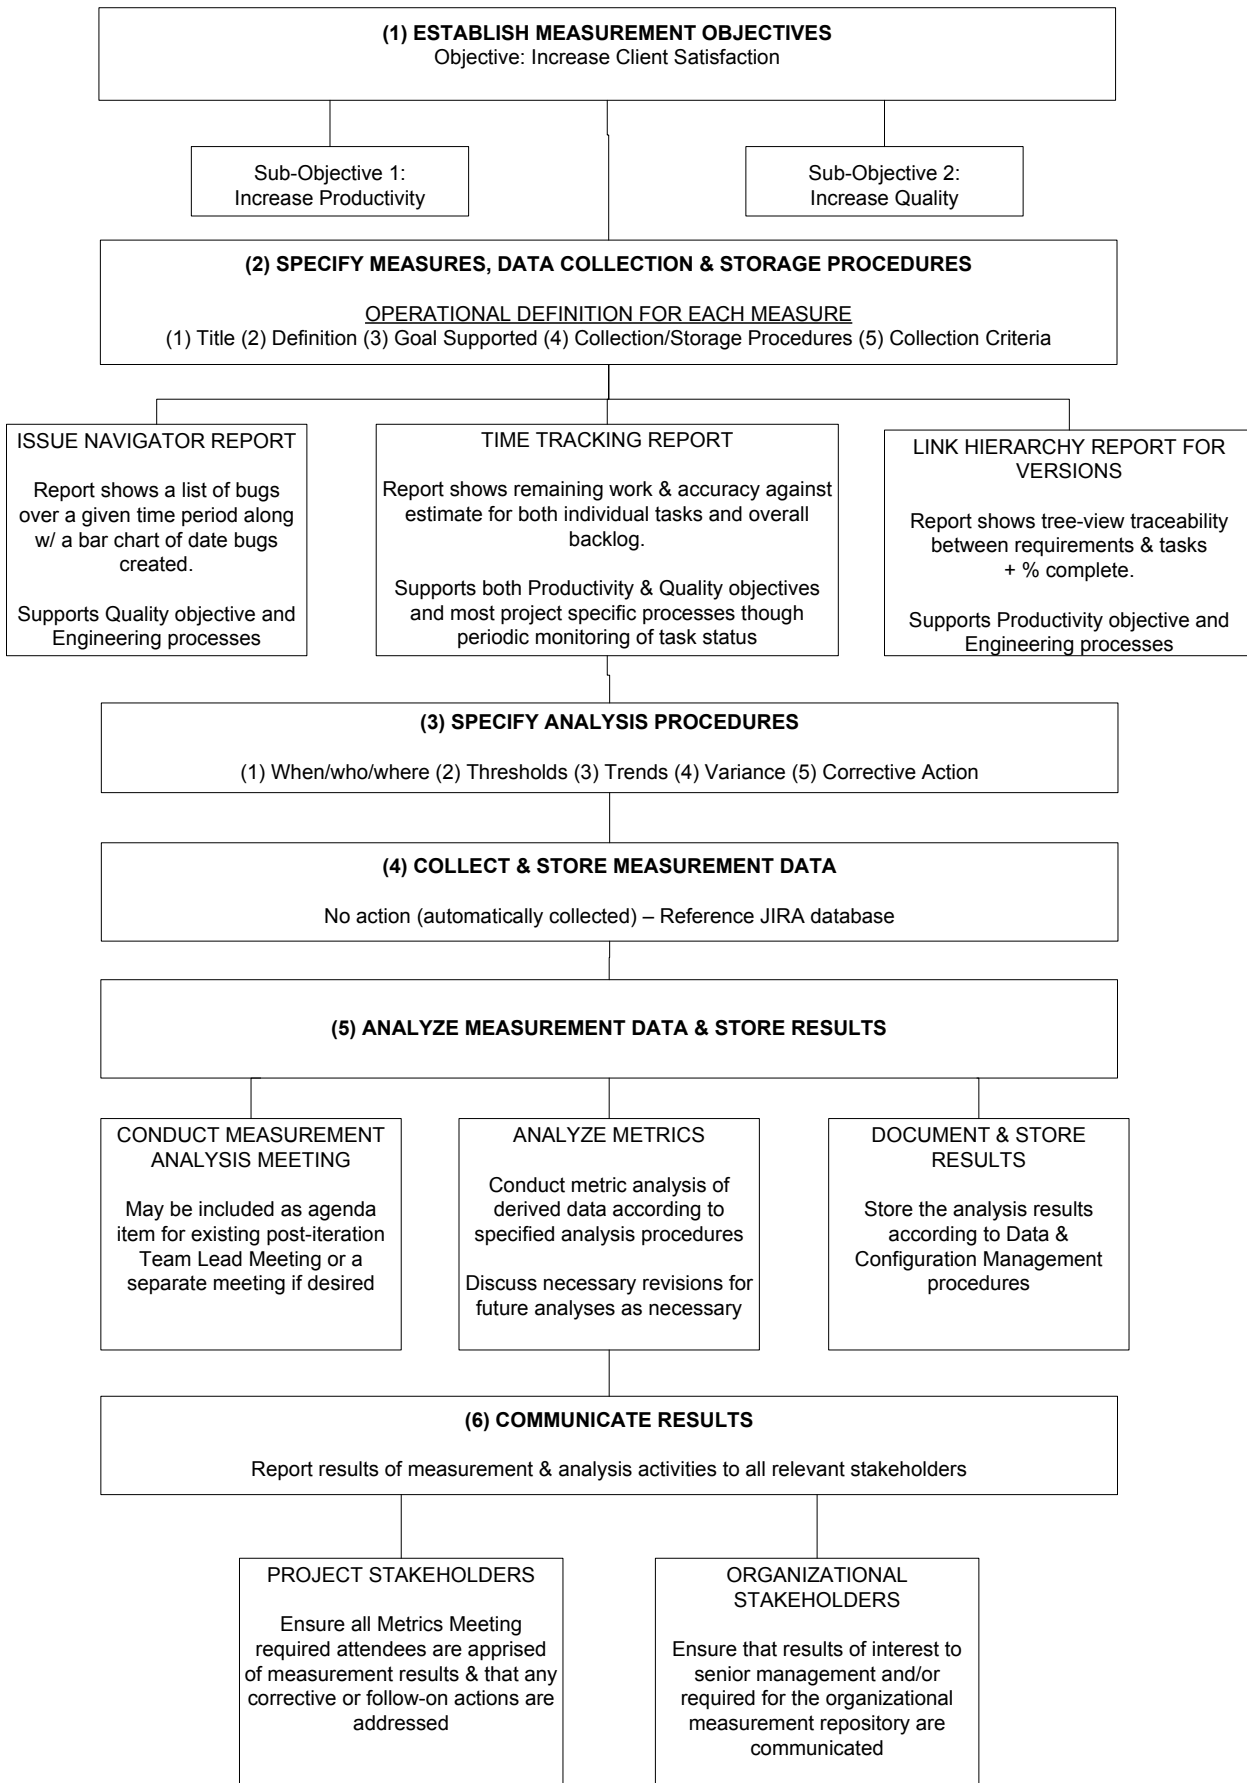 (1) ESTABLISH MEASUREMENT OBJECTIVES
Objective: Increase Client Satisfaction
Sub-Objective 1:
Increase Productivity
Sub-Objective 2:
Increase Quality
(2) SPECIFY MEASURES, DATA COLLECTION & STORAGE PROCEDURES
OPERATIONAL DEFINITION FOR EACH MEASURE
(1) Title (2) Definition (3) Goal Supported (4) Collection/Storage Procedures (5) Collection Criteria
ISSUE NAVIGATOR REPORT
Report shows a list of bugs
over a given time period along
w/ a bar chart of date bugs
created.
Supports Quality objective and
Engineering processes
TIME TRACKING REPORT
Report shows remaining work & accuracy against
estimate for both individual tasks and overall
backlog.
Supports both Productivity & Quality objectives
and most project specific processes though
periodic monitoring of task status
LINK HIERARCHY REPORT FOR
VERSIONS
Report shows tree-view traceability
between requirements & tasks
+ % complete.
Supports Productivity objective and
Engineering processes
(3) SPECIFY ANALYSIS PROCEDURES
(1) When/who/where (2) Thresholds (3) Trends (4) Variance (5) Corrective Action
(4) COLLECT & STORE MEASUREMENT DATA
No action (automatically collected) – Reference JIRA database
(5) ANALYZE MEASUREMENT DATA & STORE RESULTS
CONDUCT MEASUREMENT
ANALYSIS MEETING
May be included as agenda
item for existing post-iteration
Team Lead Meeting or a
separate meeting if desired
ANALYZE METRICS
Conduct metric analysis of
derived data according to
specified analysis procedures
Discuss necessary revisions for
future analyses as necessary
DOCUMENT & STORE
RESULTS
Store the analysis results
according to Data &
Configuration Management
procedures
(6) COMMUNICATE RESULTS
Report results of measurement & analysis activities to all relevant stakeholders
PROJECT STAKEHOLDERS
Ensure all Metrics Meeting
required attendees are apprised
of measurement results & that any
corrective or follow-on actions are
addressed
ORGANIZATIONAL
STAKEHOLDERS
Ensure that results of interest to
senior management and/or
required for the organizational
measurement repository are
communicated